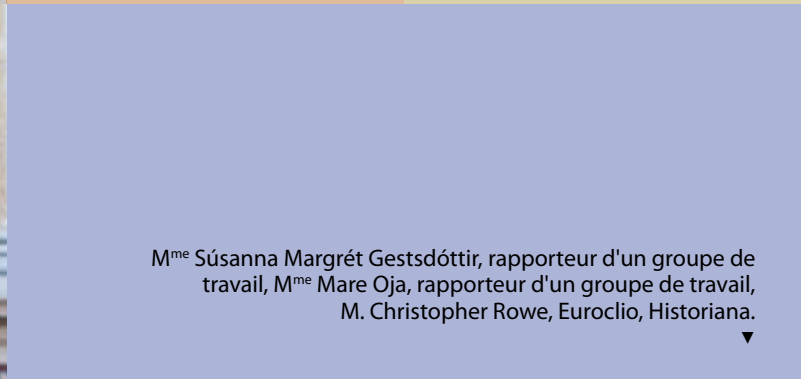 Mme Súsanna Margrét Gestsdóttir, rapporteur d'un groupe de
travail, Mme Mare Oja, rapporteur d'un groupe de travail,
M. Christopher Rowe, Euroclio, Historiana.
▼